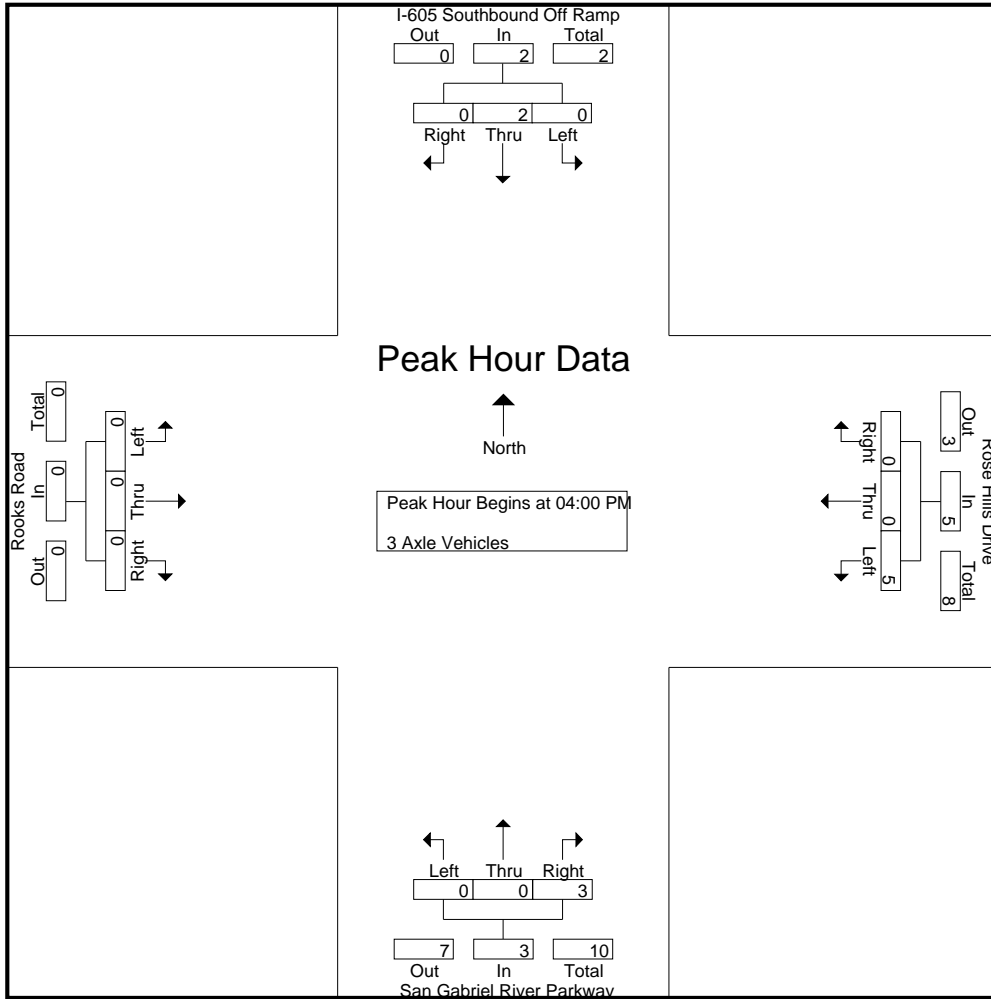 I-605 Southbound Off Ramp
Out In Total
0 2 2
0 2 0
Right Thru Left
Peak Hour Data
North
Peak Hour Begins at 04:00 PM
3 Axle Vehicles
Rooks Road
Out In Total
0 0 0
Right Thru Left
0 0 0
Rose Hills Drive
Out In Total
3 5 8
Right Thru Left
0 0 5
Left Thru Right
0 0 3
7 3 10
Out In Total
San Gabriel River Parkway